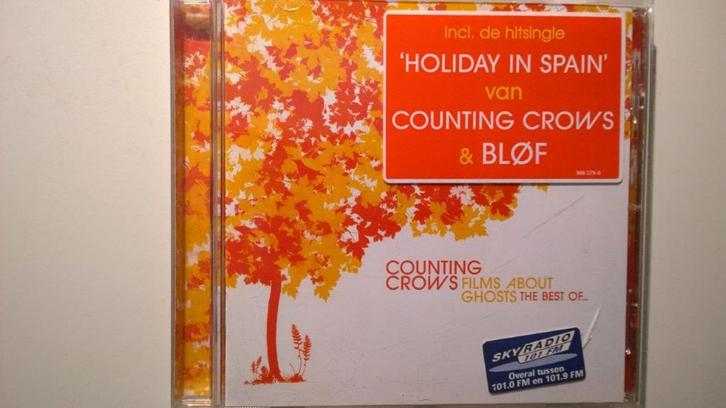 incl. de hitsingle
'HOLIDAY IN SPAIN'
van
COUNTING CROWS
& BLØF
COUNTING
CROWS FILMS ABOUT
GHOSTS THE BEST OF...
SKY RADIO
101 FM
Overal tussen
101.0 FM en 101.9 FM